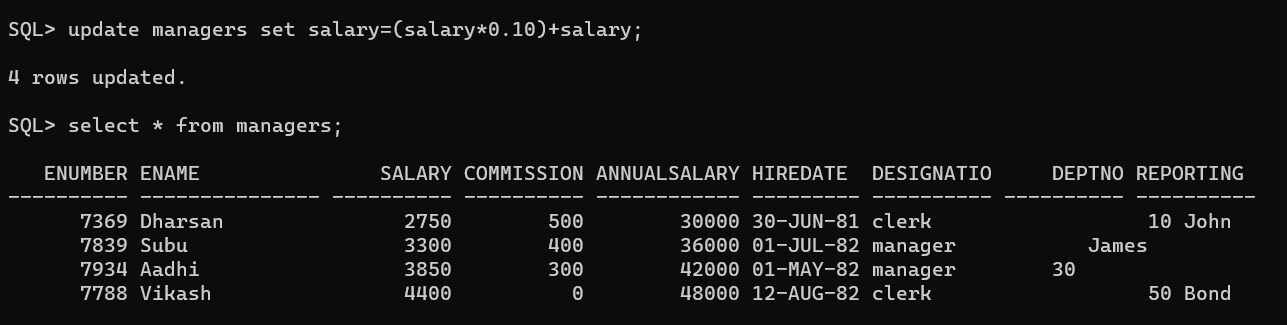 SQL> update managers set salary=(salary*0.10)+salary;
4 rows updated.
SQL> select * from managers;
   ENUMBER ENAME               SALARY COMMISSION ANNUALSALARY HIREDATE  DESIGNATIO     DEPTNO REPORTING
---------- --------------- ---------- ---------- ------------ --------- ---------- ---------- ----------
      7369 Dharsan               2750        500        30000 30-JUN-81 clerk                  10 John
      7839 Subu                  3300        400        36000 01-JUL-82 manager           James
      7934 Aadhi                 3850        300        42000 01-MAY-82 manager        30
      7788 Vikash                4400          0        48000 12-AUG-82 clerk                  50 Bond